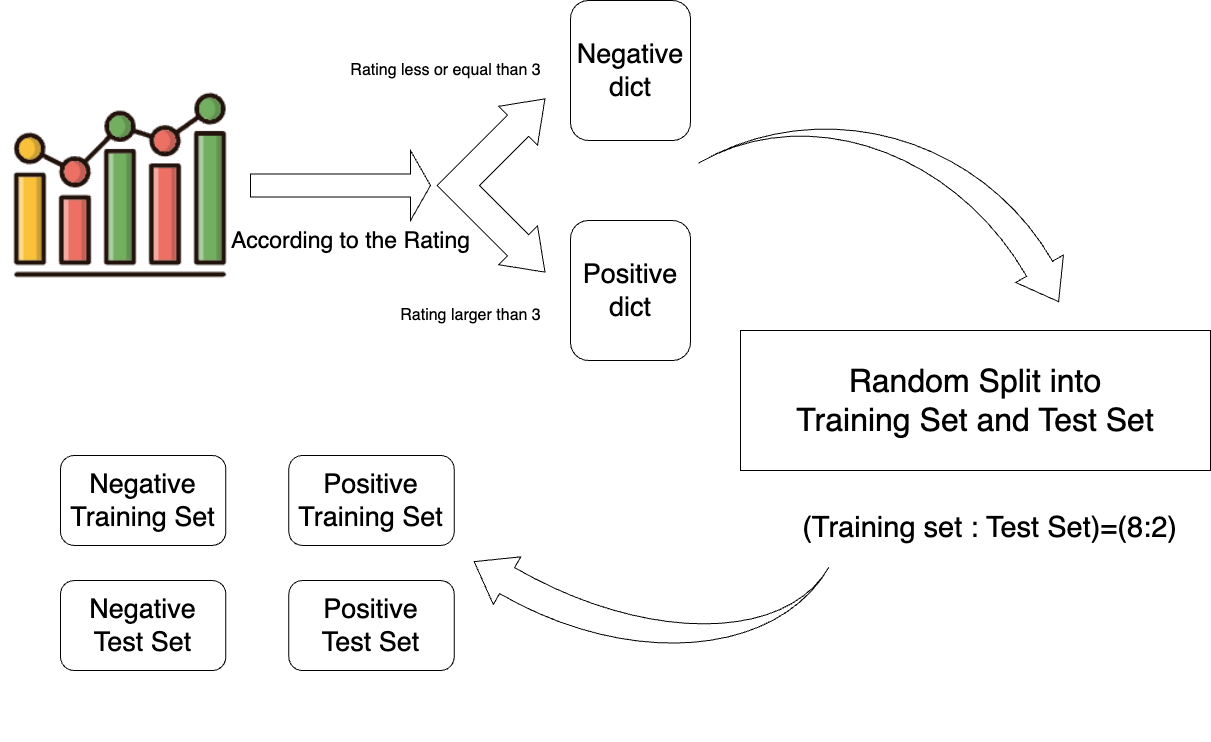 Rating less or equal than 3
Negative
dict
According to the Rating
Positive
dict
Rating larger than 3
Random Split into
Training Set and Test Set
(Training set : Test Set)=(8:2)
Negative
Training Set
Positive
Training Set
Negative
Test Set
Positive
Test Set